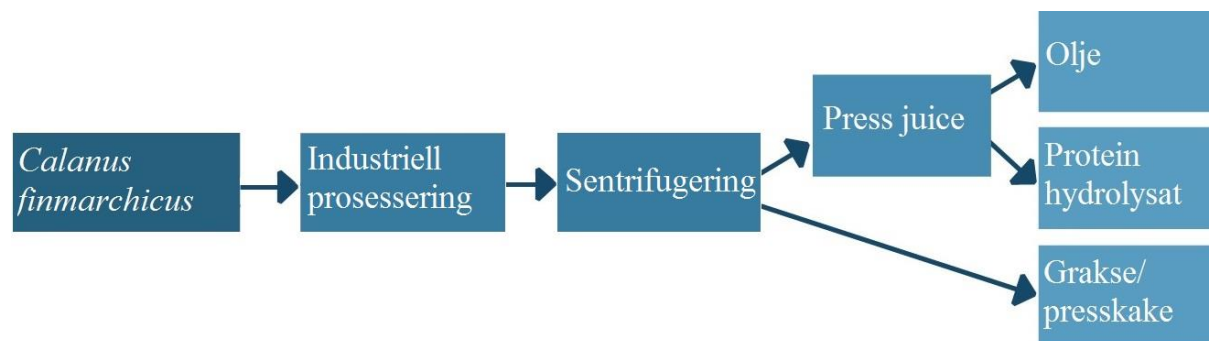 Calanus
finmarchicus
Industriell
prosessering
Sentrifugering
Press juice
Olje
Protein
hydrolysat
Grakse/
presskake